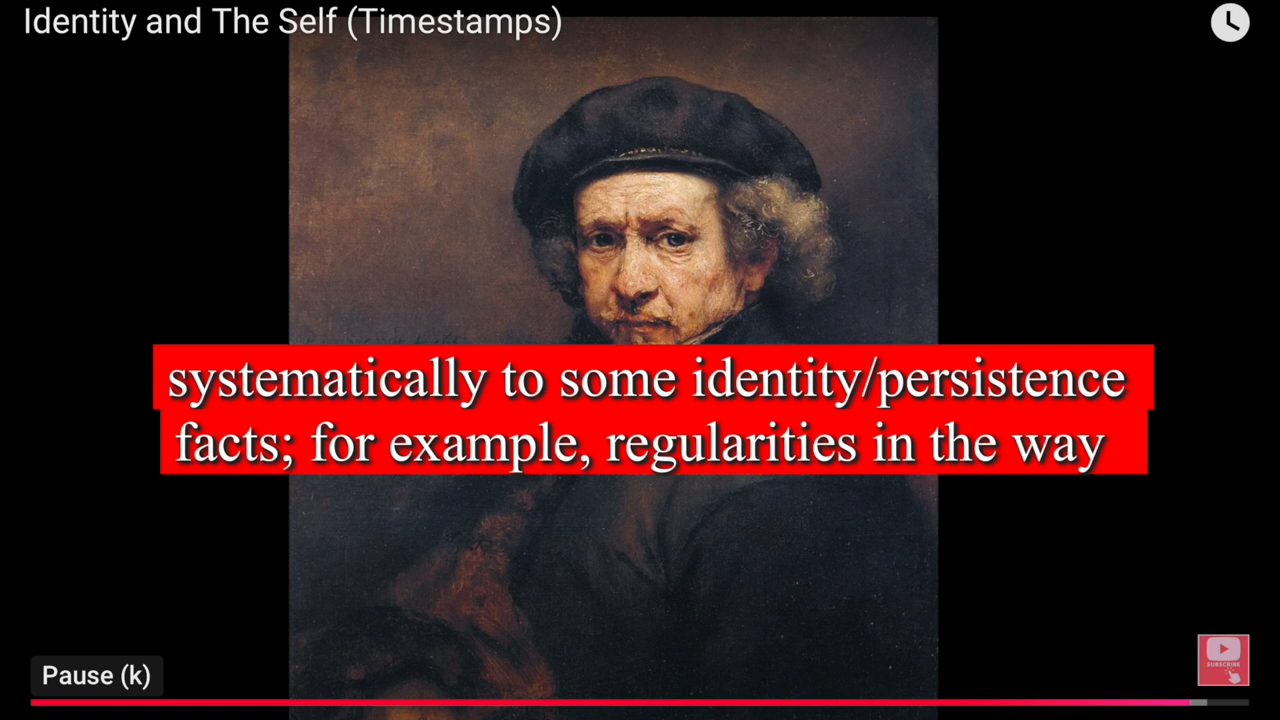 Identity and The Self (Timestamps)
systematically to some identity/persistence
facts; for example, regularities in the way
SUBSCRIBE
Pause (k)